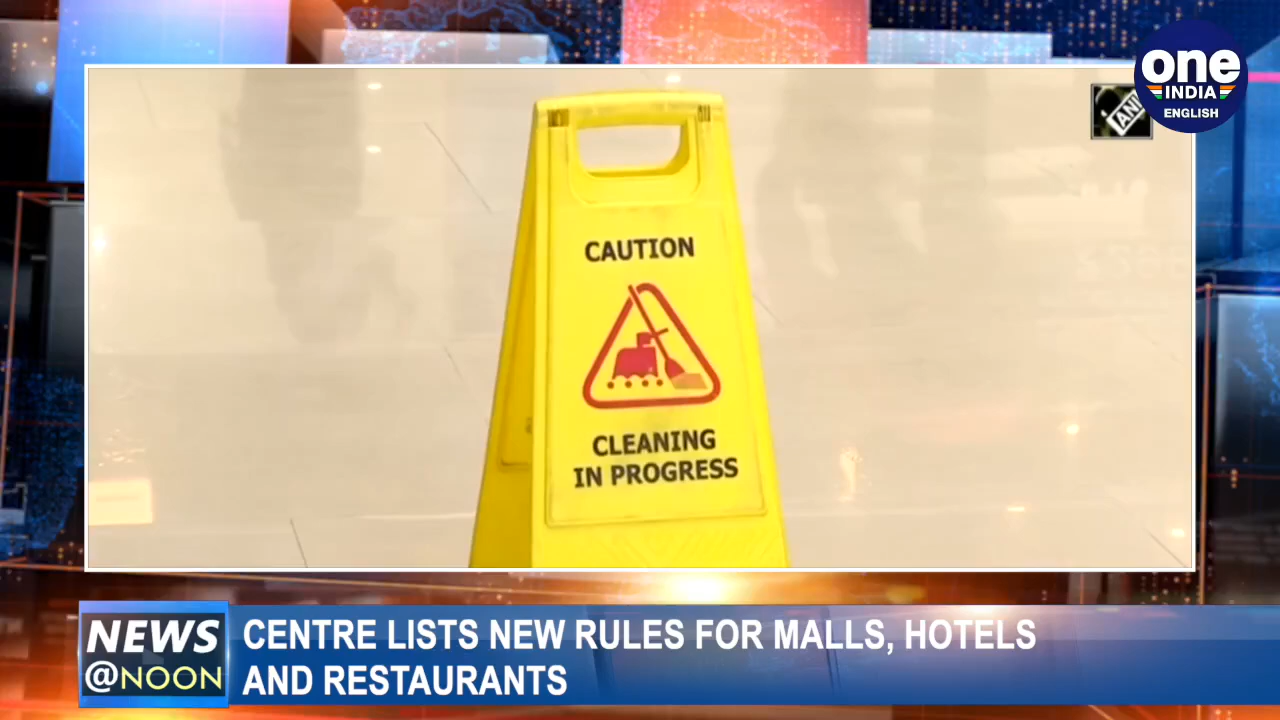 one
INDIA
ENGLISH
ANI
CAUTION
CLEANING
IN PROGRESS
NEWS
@NOON
CENTRE LISTS NEW RULES FOR MALLS, HOTELS
AND RESTAURANTS